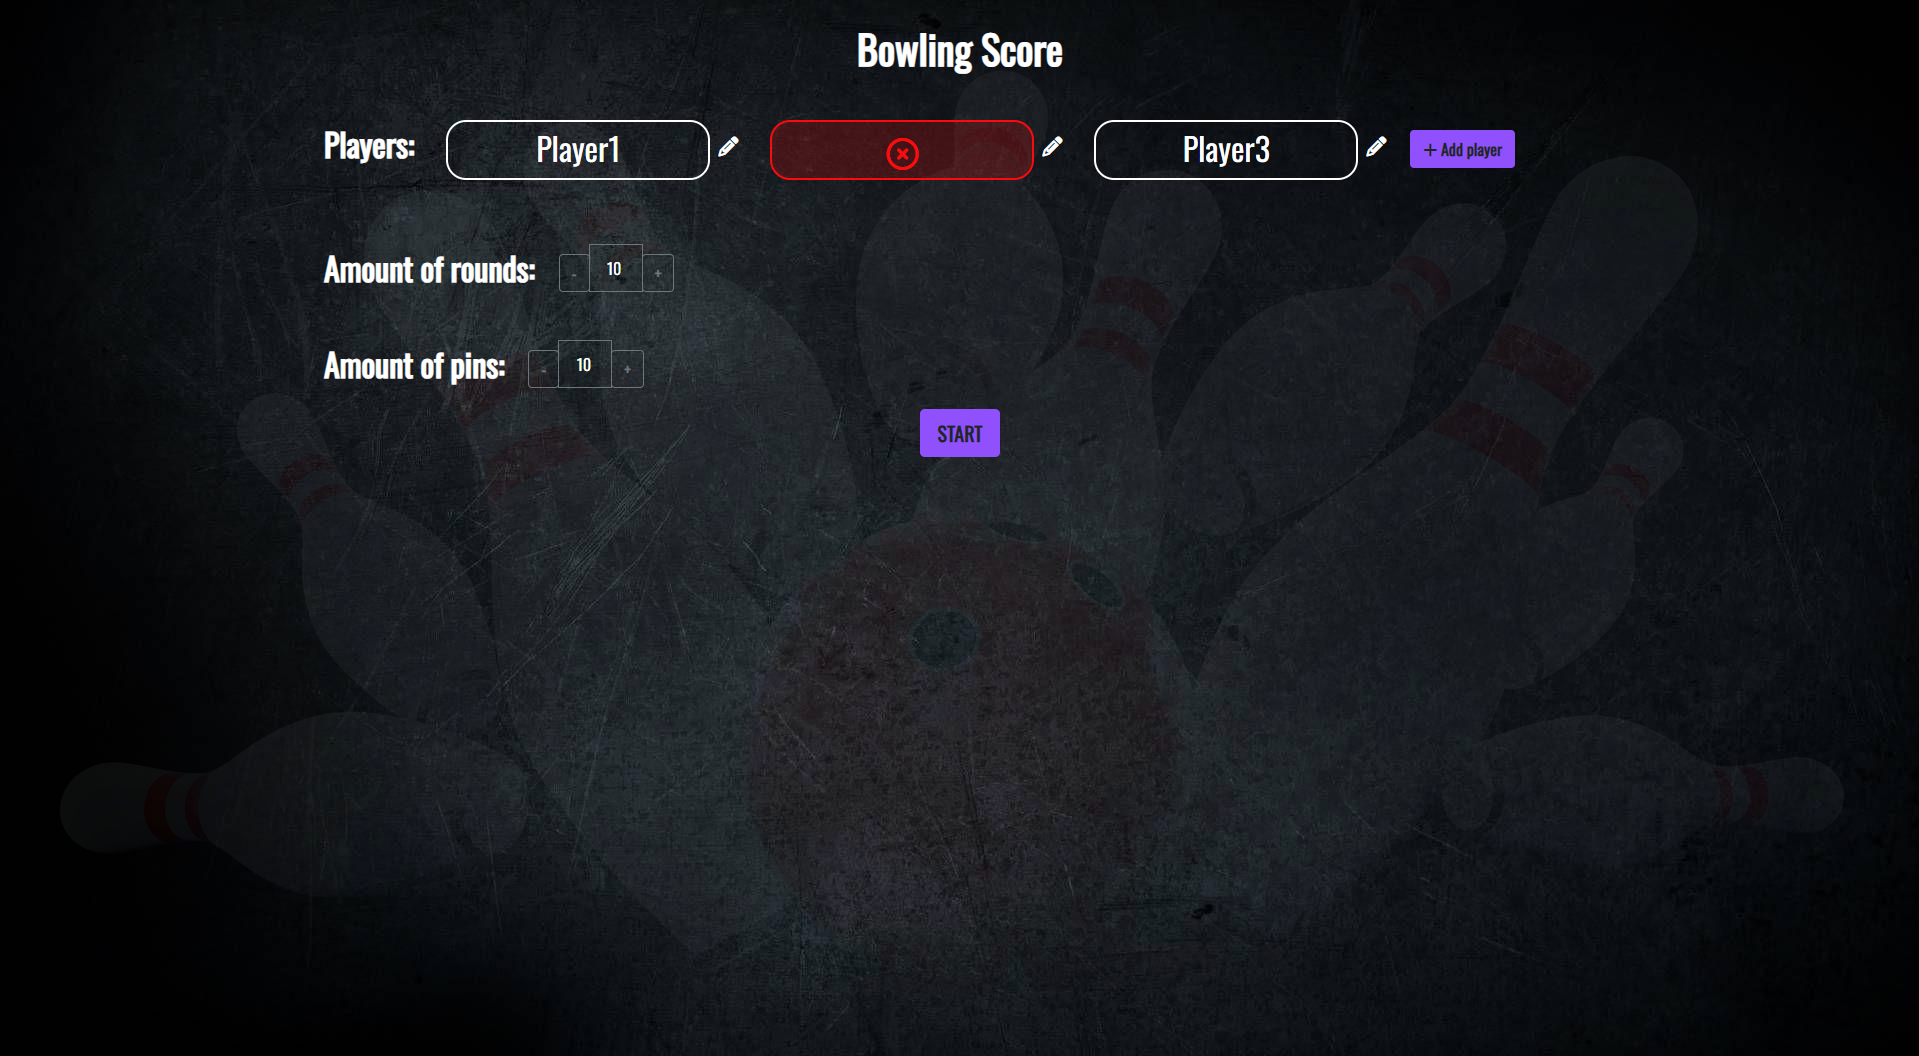 Bowling Score
Players: Player1 Player3 + Add player
Amount of rounds: - 10 +
Amount of pins: - 10 +
START